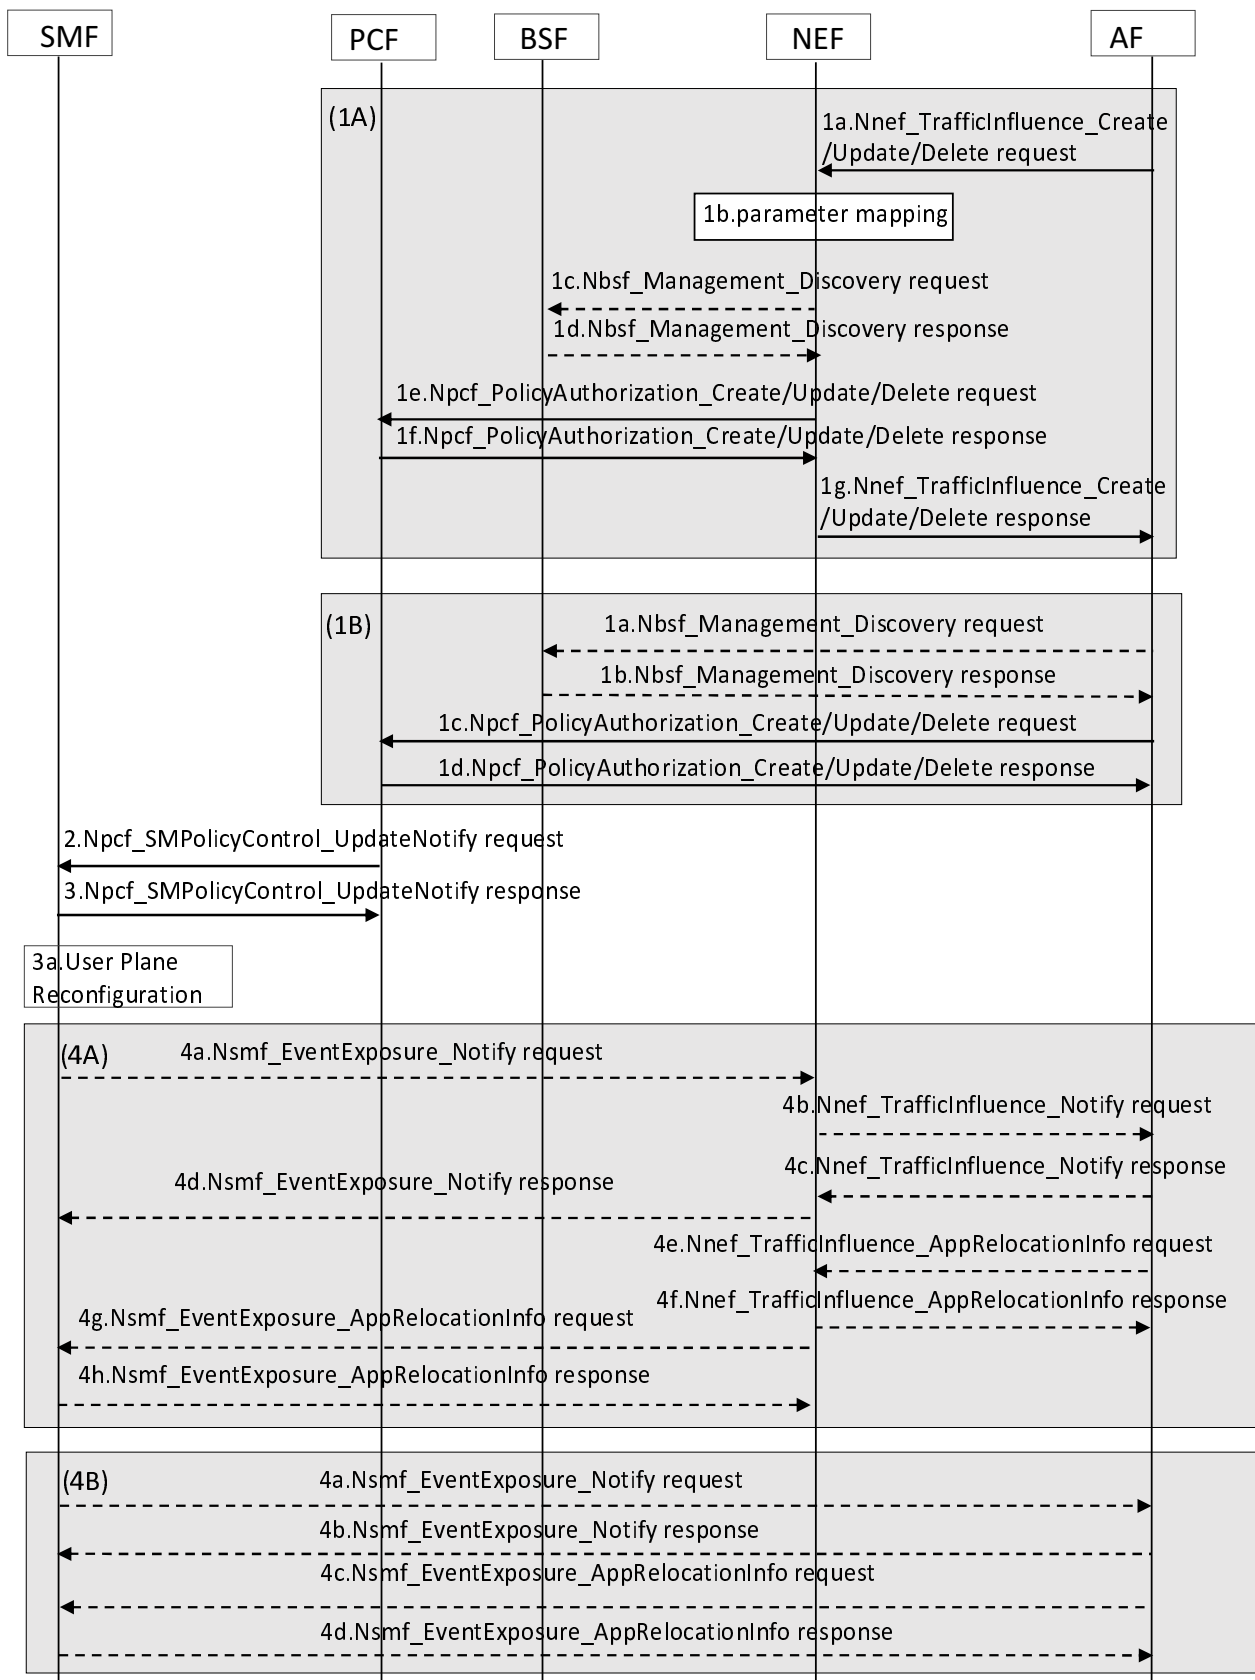 SMF
PCF
BSF
NEF
AF
(1A)
1a.Nnef_TrafficInfluence_Create
/Update/Delete request
1b.parameter mapping
1c.Nbsf_Management_Discovery request
1d.Nbsf_Management_Discovery response
1e.Npcf_PolicyAuthorization_Create/Update/Delete request
1f.Npcf_PolicyAuthorization_Create/Update/Delete response
1g.Nnef_TrafficInfluence_Create
/Update/Delete response
(1B)
1a.Nbsf_Management_Discovery request
1b.Nbsf_Management_Discovery response
1c.Npcf_PolicyAuthorization_Create/Update/Delete request
1d.Npcf_PolicyAuthorization_Create/Update/Delete response
2.Npcf_SMPolicyControl_UpdateNotify request
3.Npcf_SMPolicyControl_UpdateNotify response
3a.User Plane
Reconfiguration
(4A)
4a.Nsmf_EventExposure_Notify request
4b.Nnef_TrafficInfluence_Notify request
4c.Nnef_TrafficInfluence_Notify response
4d.Nsmf_EventExposure_Notify response
4e.Nnef_TrafficInfluence_AppRelocationInfo request
4f.Nnef_TrafficInfluence_AppRelocationInfo response
4g.Nsmf_EventExposure_AppRelocationInfo request
4h.Nsmf_EventExposure_AppRelocationInfo response
(4B)
4a.Nsmf_EventExposure_Notify request
4b.Nsmf_EventExposure_Notify response
4c.Nsmf_EventExposure_AppRelocationInfo request
4d.Nsmf_EventExposure_AppRelocationInfo response